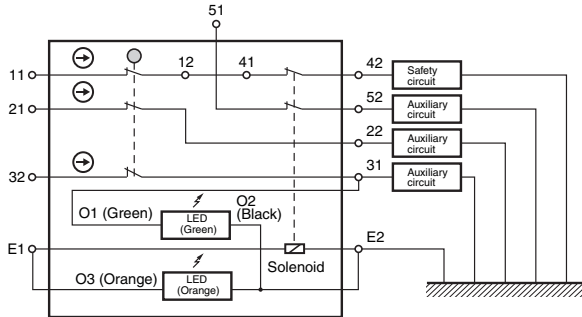 51
11
12
41
42
Safety
circuit
21
52
Auxiliary
circuit
22
Auxiliary
circuit
32
31
Auxiliary
circuit
O1 (Green)
LED
(Green)
O2
(Black)
E1
E2
Solenoid
O3 (Orange)
LED
(Orange)